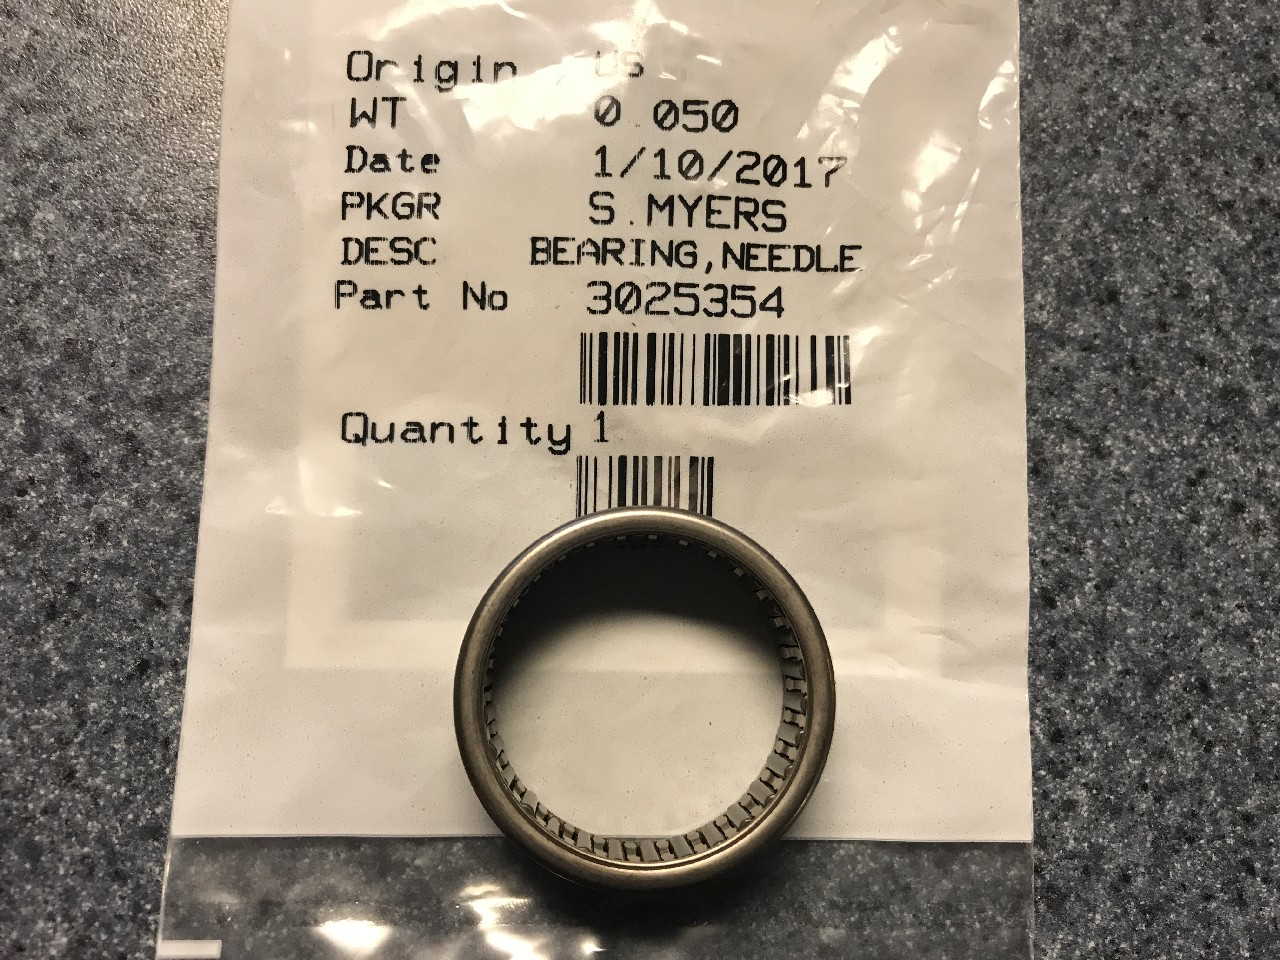 Origin US
WT 0.050
Date 1/10/2017
PKGR S.MYERS
DESC BEARING,NEEDLE
Part No 3025354
Quantity 1